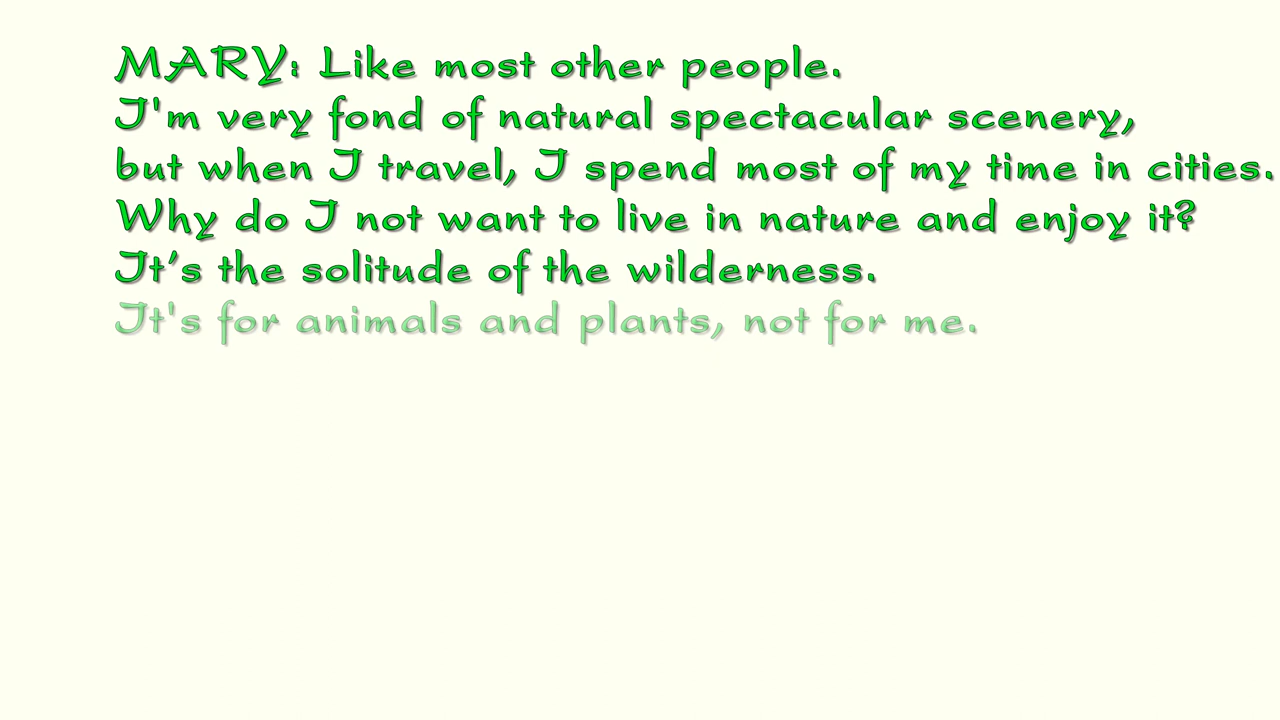 MARY: Like most other people.
I'm very fond of natural spectacular scenery,
but when I travel, I spend most of my time in cities.
Why do I not want to live in nature and enjoy it?
It’s the solitude of the wilderness.
It's for animals and plants, not for me.